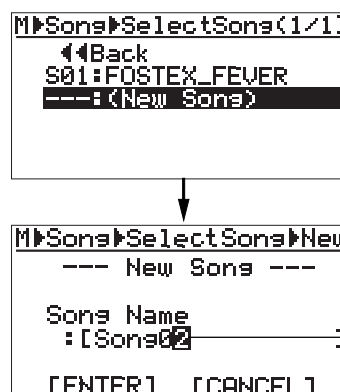 M▶Song▶SelectSong(1/1)
◀◀Back
S01:FOSTEX_FEVER
---:(New Song)
M▶Song▶SelectSong▶New
--- New Song ---
Song Name
:[Song02
[ENTER] [CANCEL]